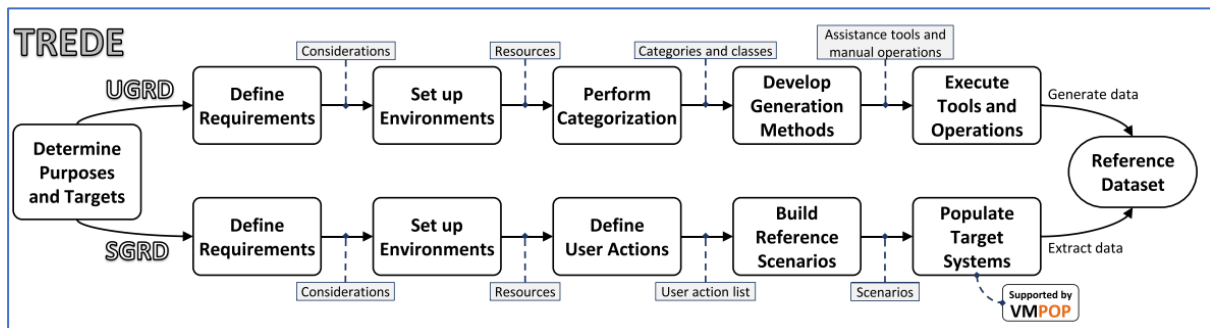 TREDE
Considerations
Resources
Categories and classes
Assistance tools and
manual operations
UGRD
Define
Requirements
Set up
Environments
Perform
Categorization
Develop
Generation
Methods
Execute
Tools and
Operations
Generate data
Determine
Purposes
and Targets
Reference
Dataset
SGRD
Define
Requirements
Set up
Environments
Define
User Actions
Build
Reference
Scenarios
Populate
Target
Systems
Extract data
Considerations
Resources
User action list
Scenarios
Supported by
VMPOP